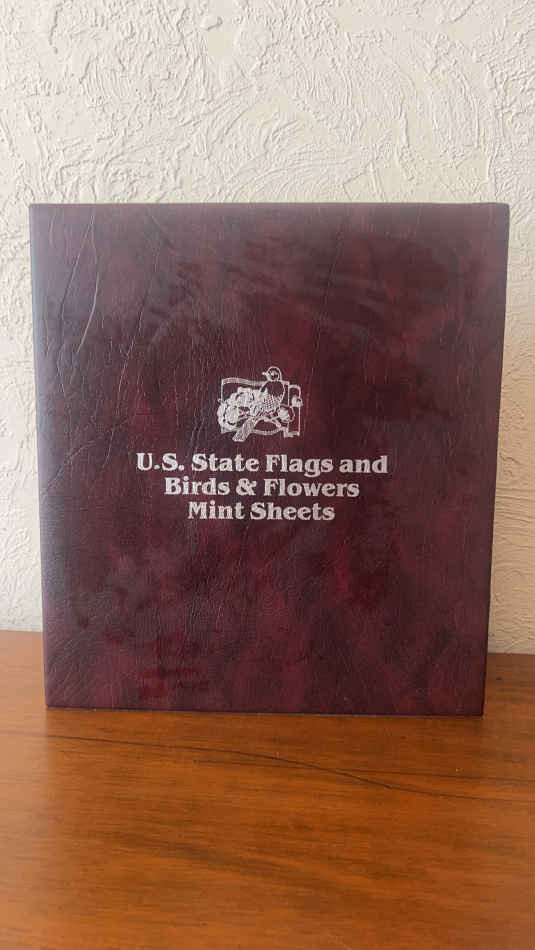 U.S. State Flags and
Birds & Flowers
Mint Sheets